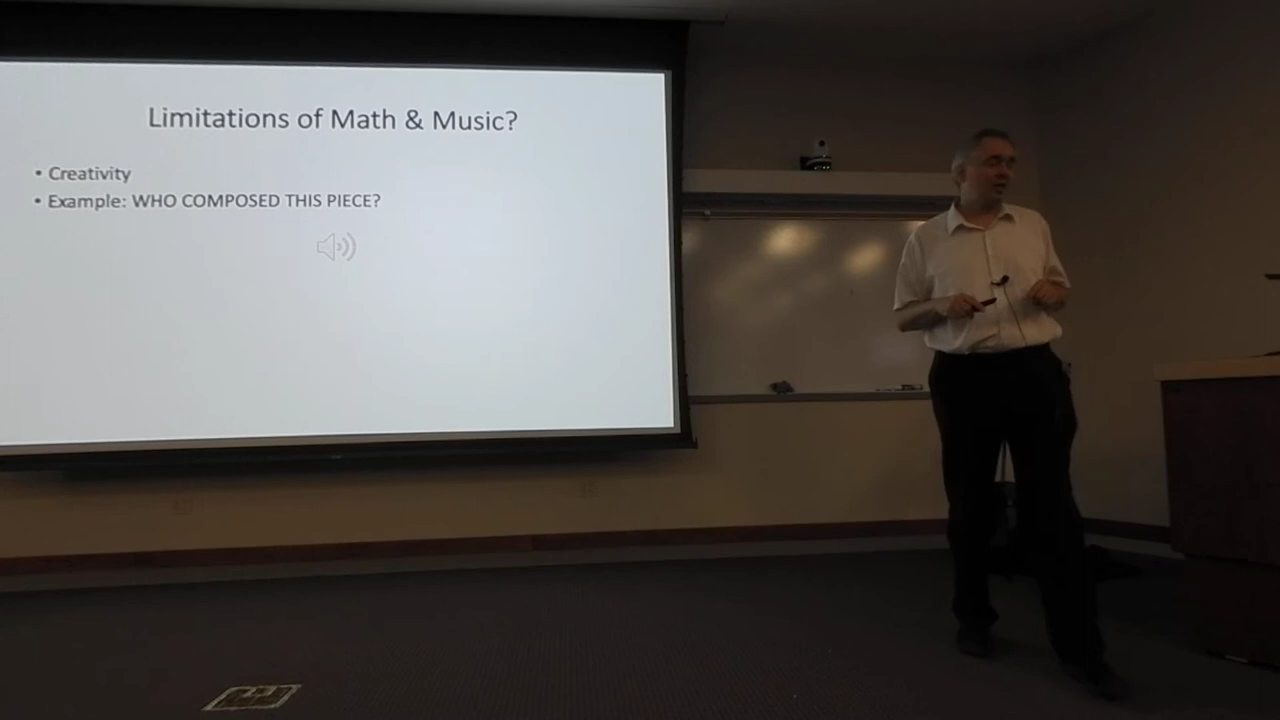 Limitations of Math & Music?
• Creativity
• Example: WHO COMPOSED THIS PIECE?